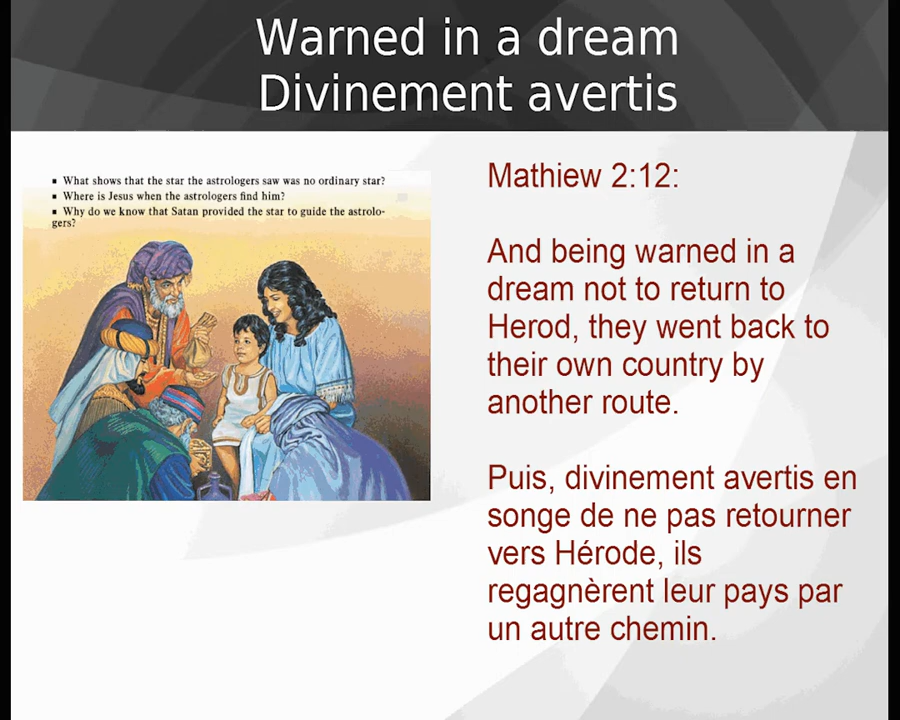 Warned in a dream
Divinement avertis
▪ What shows that the star the astrologers saw was no ordinary star?
▪ Where is Jesus when the astrologers find him?
▪ Why do we know that Satan provided the star to guide the astrolo-
gers?
Mathiew 2:12:
And being warned in a
dream not to return to
Herod, they went back to
their own country by
another route.
Puis, divinement avertis en
songe de ne pas retourner
vers Hérode, ils
regagnèrent leur pays par
un autre chemin.